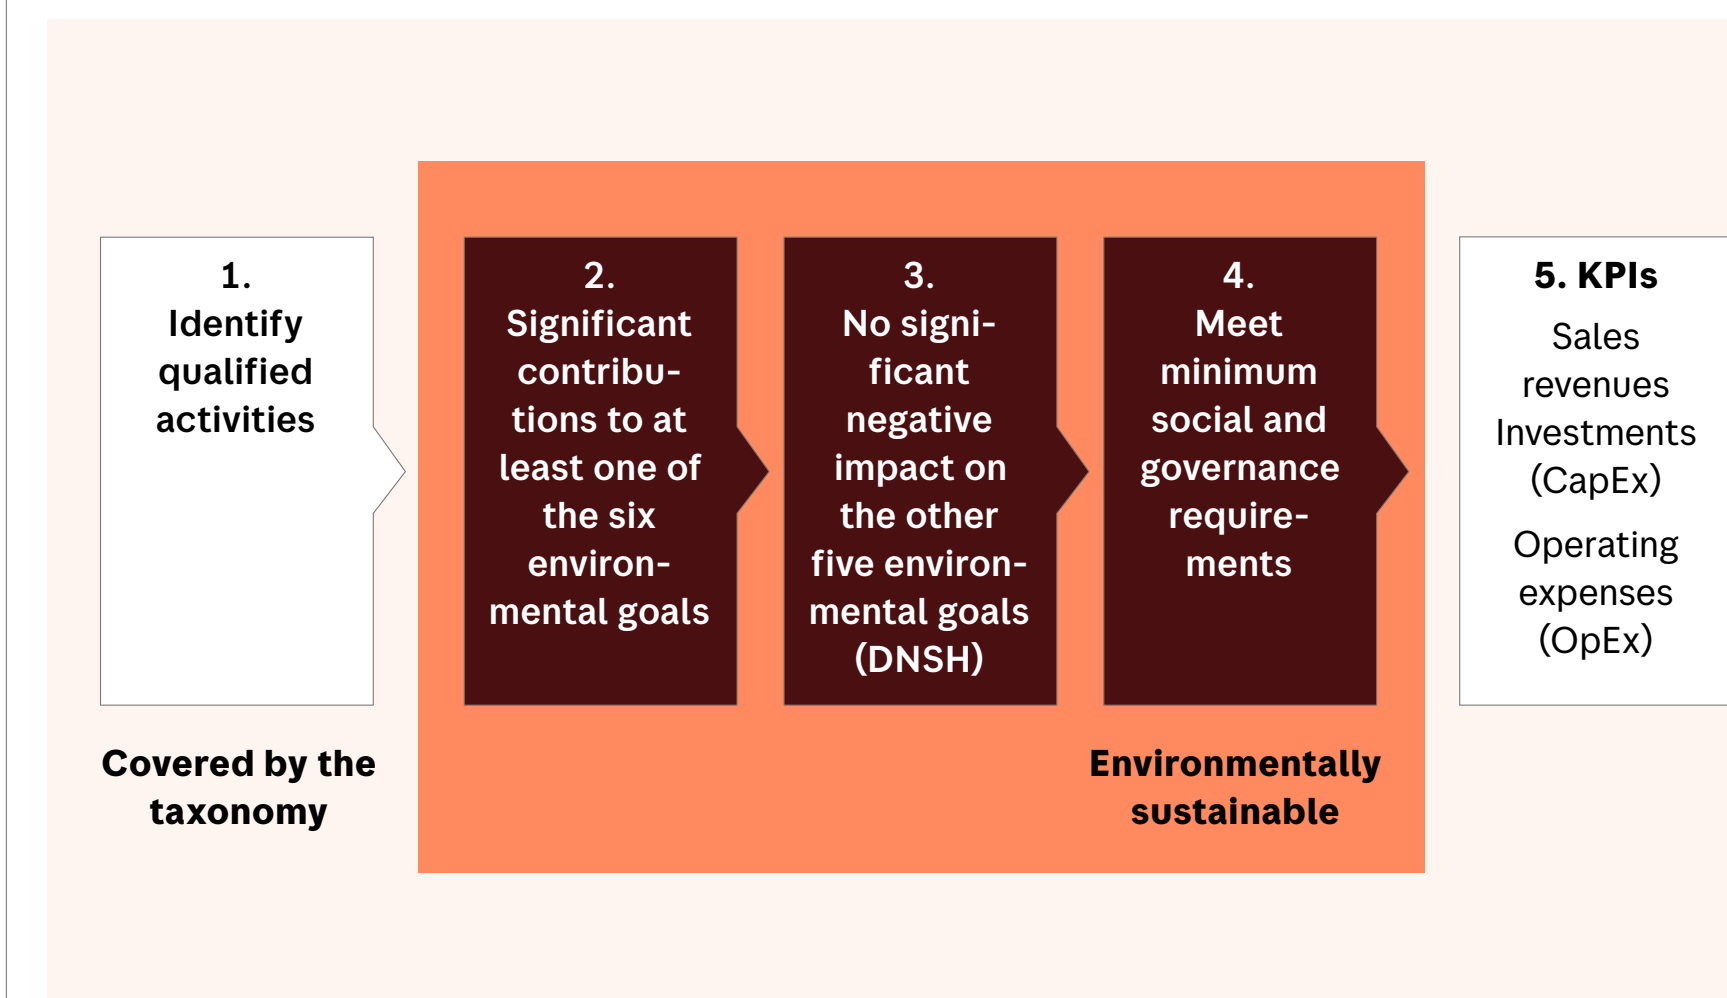 1.
Identify
qualified
activities
Covered by the
taxonomy
2.
Significant
contribu-
tions to at
least one of
the six
environ-
mental goals
3.
No signi-
ficant
negative
impact on
the other
five environ-
mental goals
(DNSH)
4.
Meet
minimum
social and
governance
require-
ments
Environmentally
sustainable
5. KPIs
Sales
revenues
Investments
(CapEx)
Operating
expenses
(OpEx)